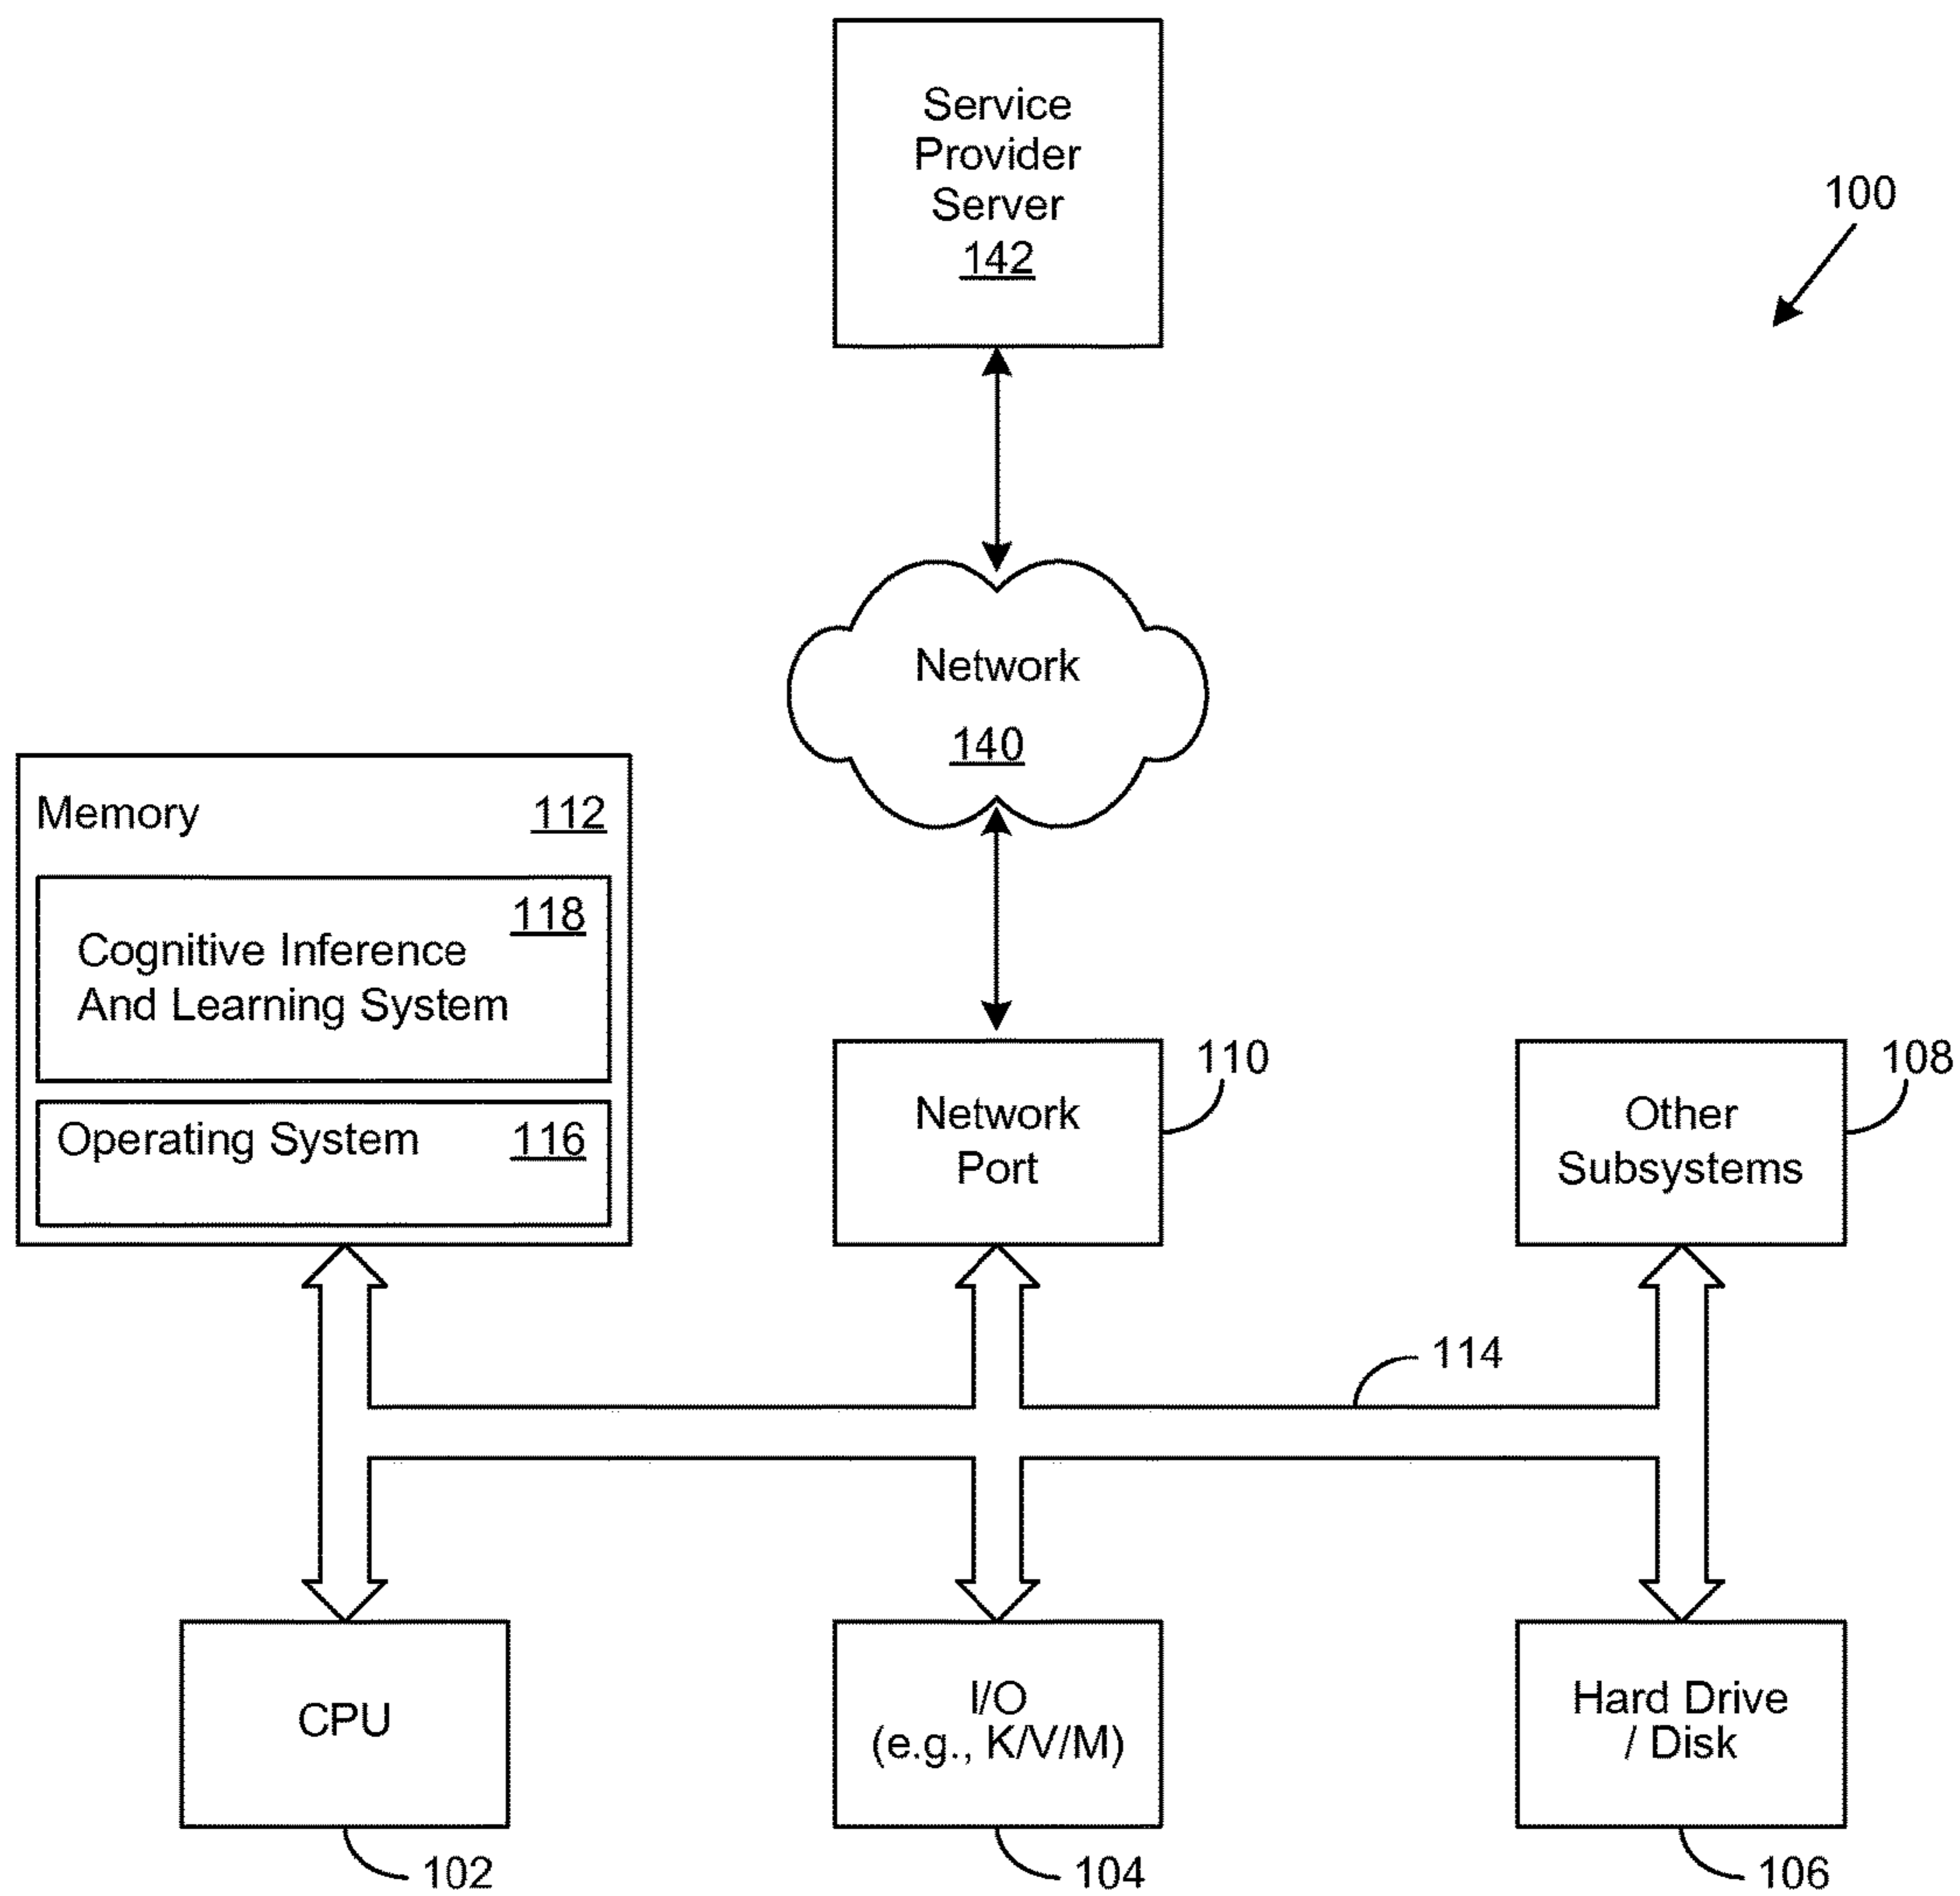 Service
Provider
Server
142
100
Network
140
Memory 112
118
Cognitive Inference
And Learning System
Operating System 116
Network
Port
110
Other
Subsystems
108
114
CPU
102
I/O
(e.g., K/V/M)
104
Hard Drive
/ Disk
106